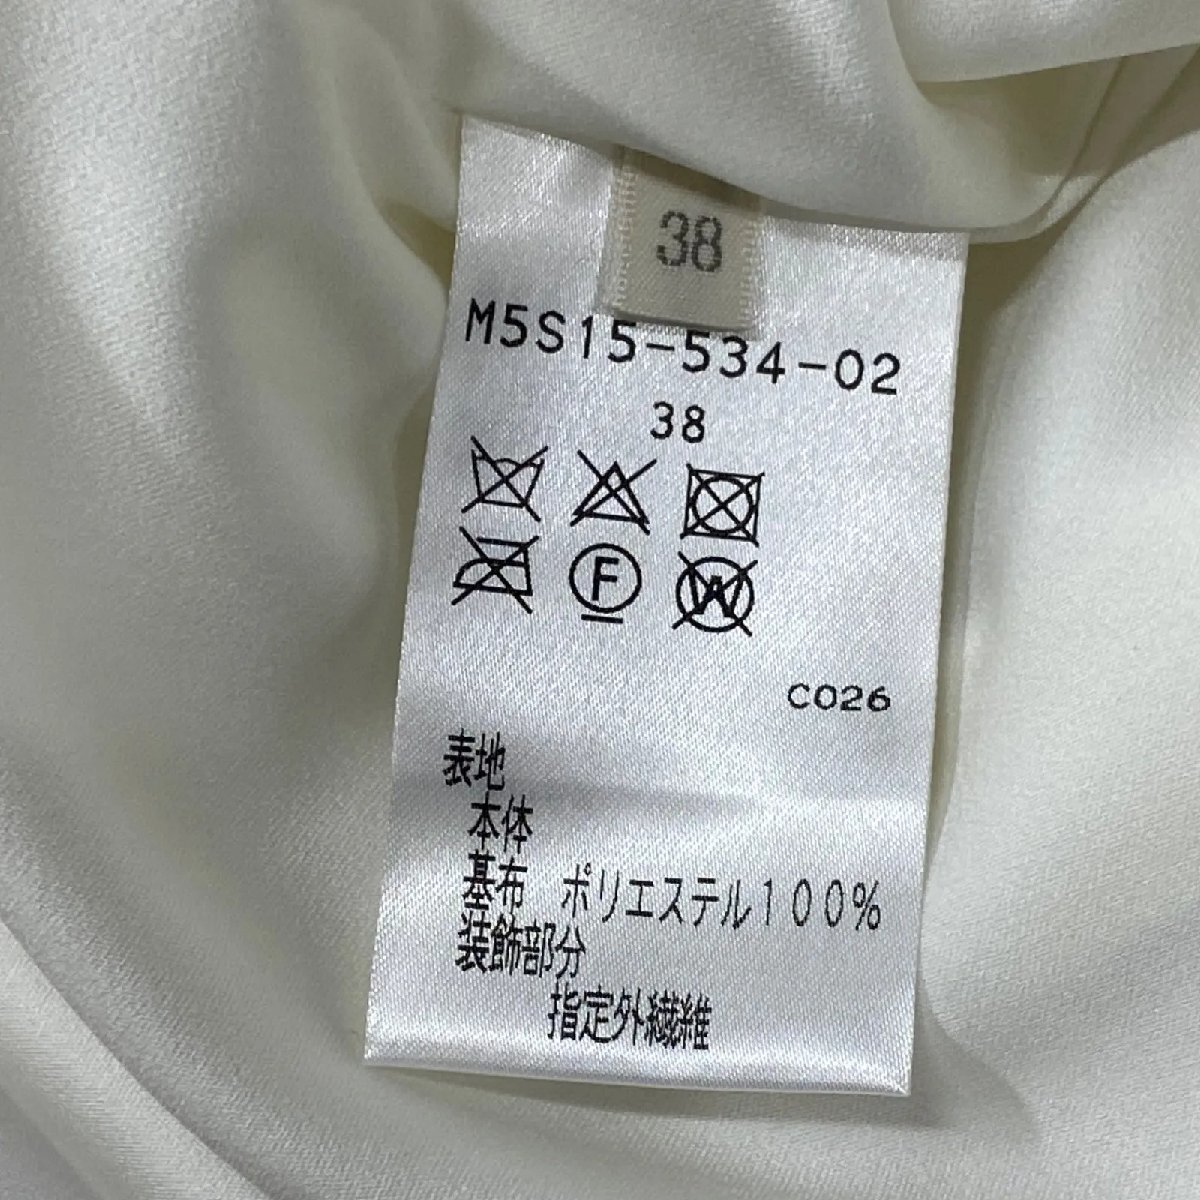 38
M5S15-534-02
38
F
W
C026
表地
本体
基布 ポリエステル100%
装飾部分
指定外繊維